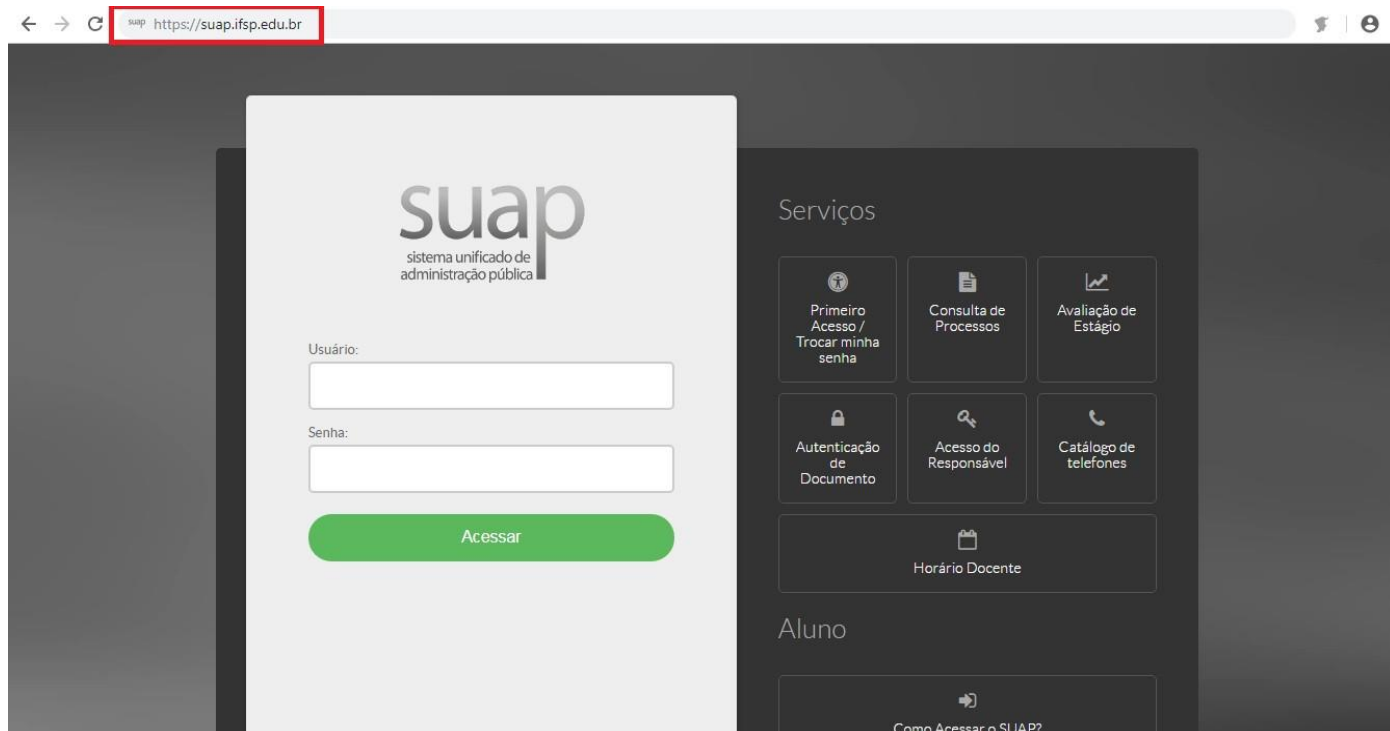 suap https://suap.ifsp.edu.br
suap
sistema unificado de
administração pública
Usuário:
Senha:
Acessar
Serviços
Primeiro
Acesso /
Trocar minha
senha
Consulta de
Processos
Avaliação de
Estágio
Autenticação
de
Documento
Acesso do
Responsável
Catálogo de
telefones
Horário Docente
Aluno
Como Acessar o SUAP?